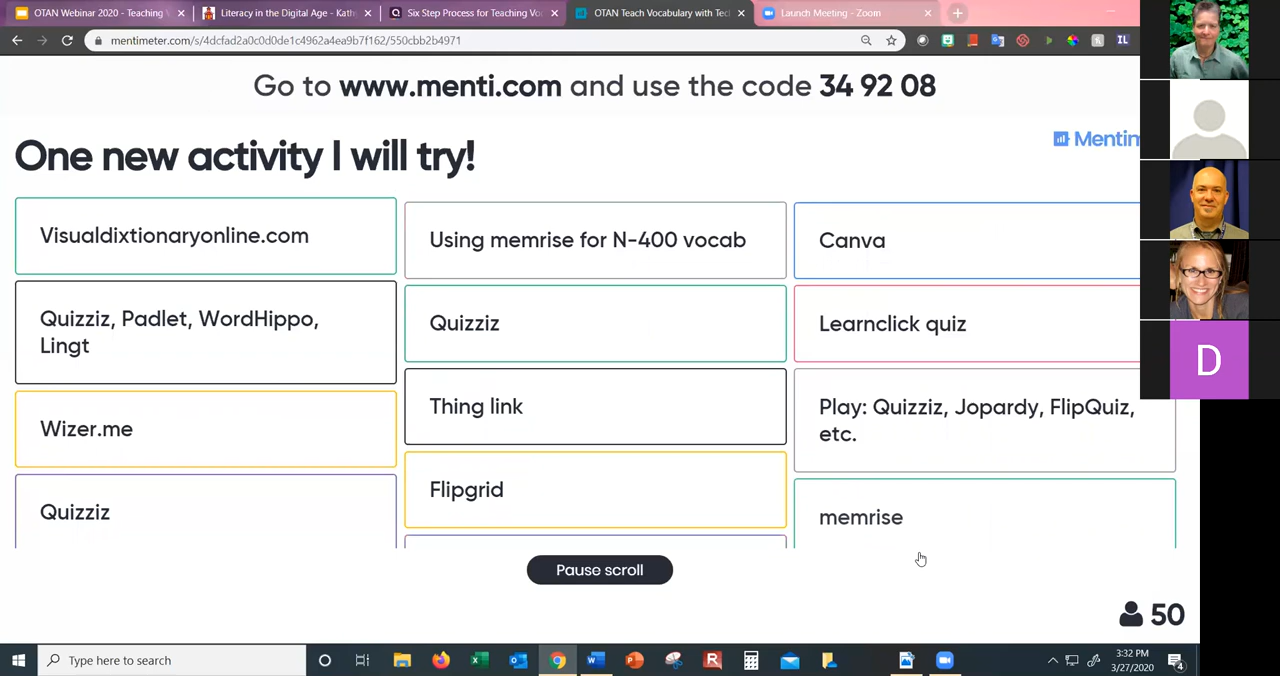 OTAN Webinar 2020 - Teaching V
Literacy in the Digital Age - Kath
Six Step Process for Teaching Vo
OTAN Teach Vocabulary with Tec
Launch Meeting - Zoom
mentimeter.com/s/4dcfad2a0c0d0de1c4962a4ea9b7f162/550cbb2b4971
IL
Go to www.menti.com and use the code 34 92 08
One new activity I will try!
Mentim
Visualdixtionaryonline.com
Quizziz, Padlet, WordHippo,
Lingt
Wizer.me
Quizziz
Using memrise for N-400 vocab
Quizziz
Thing link
Flipgrid
Canva
Learnclick quiz
Play: Quizziz, Jopardy, FlipQuiz,
etc.
memrise
D
Pause scroll
50
Type here to search
3:32 PM
3/27/2020
4